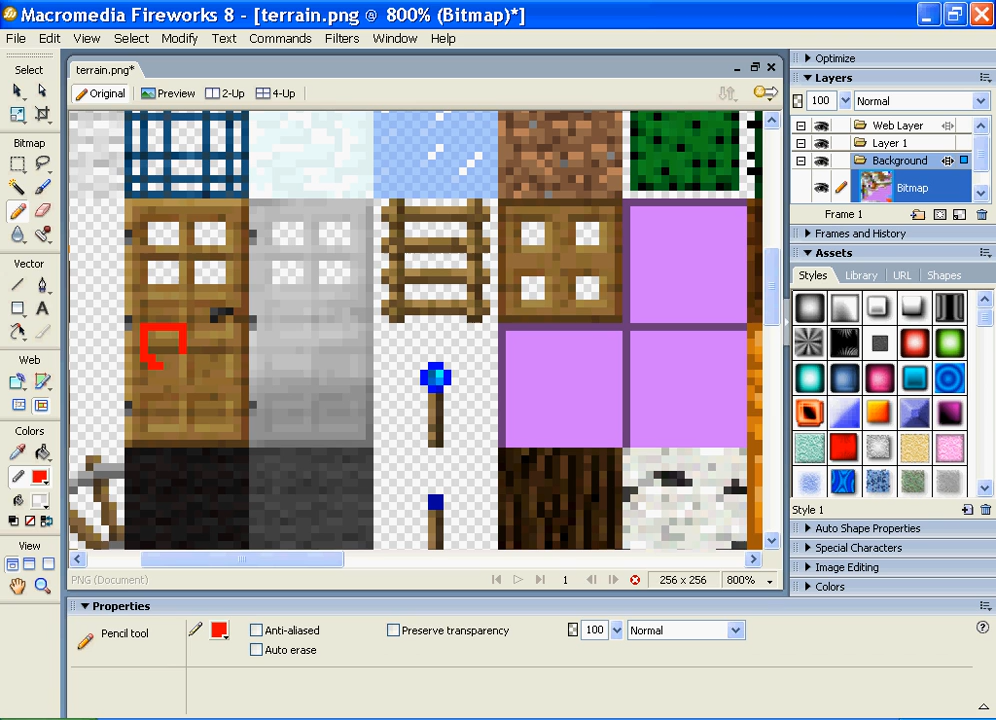 Macromedia Fireworks 8 - [terrain.png @ 800% (Bitmap)*]
File Edit View Select Modify Text Commands Filters Window Help
Select
Bitmap
Vector
Web
Colors
View
terrain.png*
Original Preview 2-Up 4-Up
PNG (Document)
1 256 x 256 800%
Optimize
Layers
100 Normal
Web Layer
Layer 1
Background
Bitmap
Frame 1
Frames and History
Assets
Styles Library URL Shapes
Style 1
Auto Shape Properties
Special Characters
Image Editing
Colors
Properties
Pencil tool
Anti-aliased
Auto erase
Preserve transparency
100 Normal